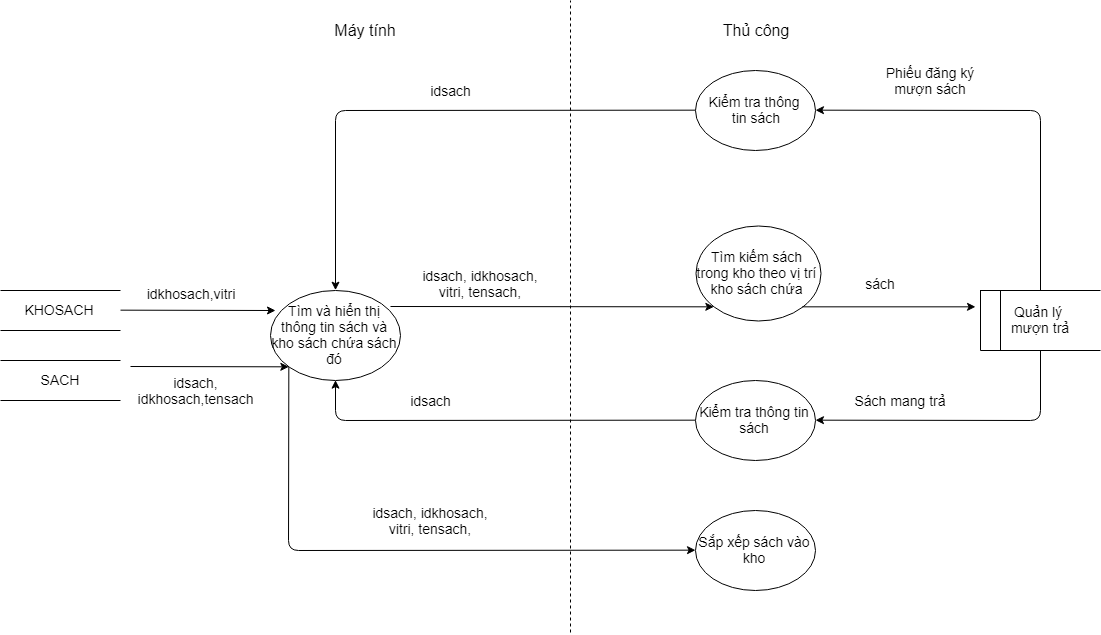 Máy tính
Thủ công
Phiếu đăng ký
mượn sách
idsach
Kiểm tra thông
tin sách
Tìm kiếm sách
trong kho theo vị trí
kho sách chứa
idsach, idkhosach,
vitri, tensach,
sách
idkhosach,vitri
KHOSACH
Tìm và hiển thị
thông tin sách và
kho sách chứa sách
đó
Quản lý
mượn trả
SACH
idsach,
idkhosach,tensach
idsach
Kiểm tra thông tin
sách
Sách mang trả
idsach, idkhosach,
vitri, tensach,
Sắp xếp sách vào
kho